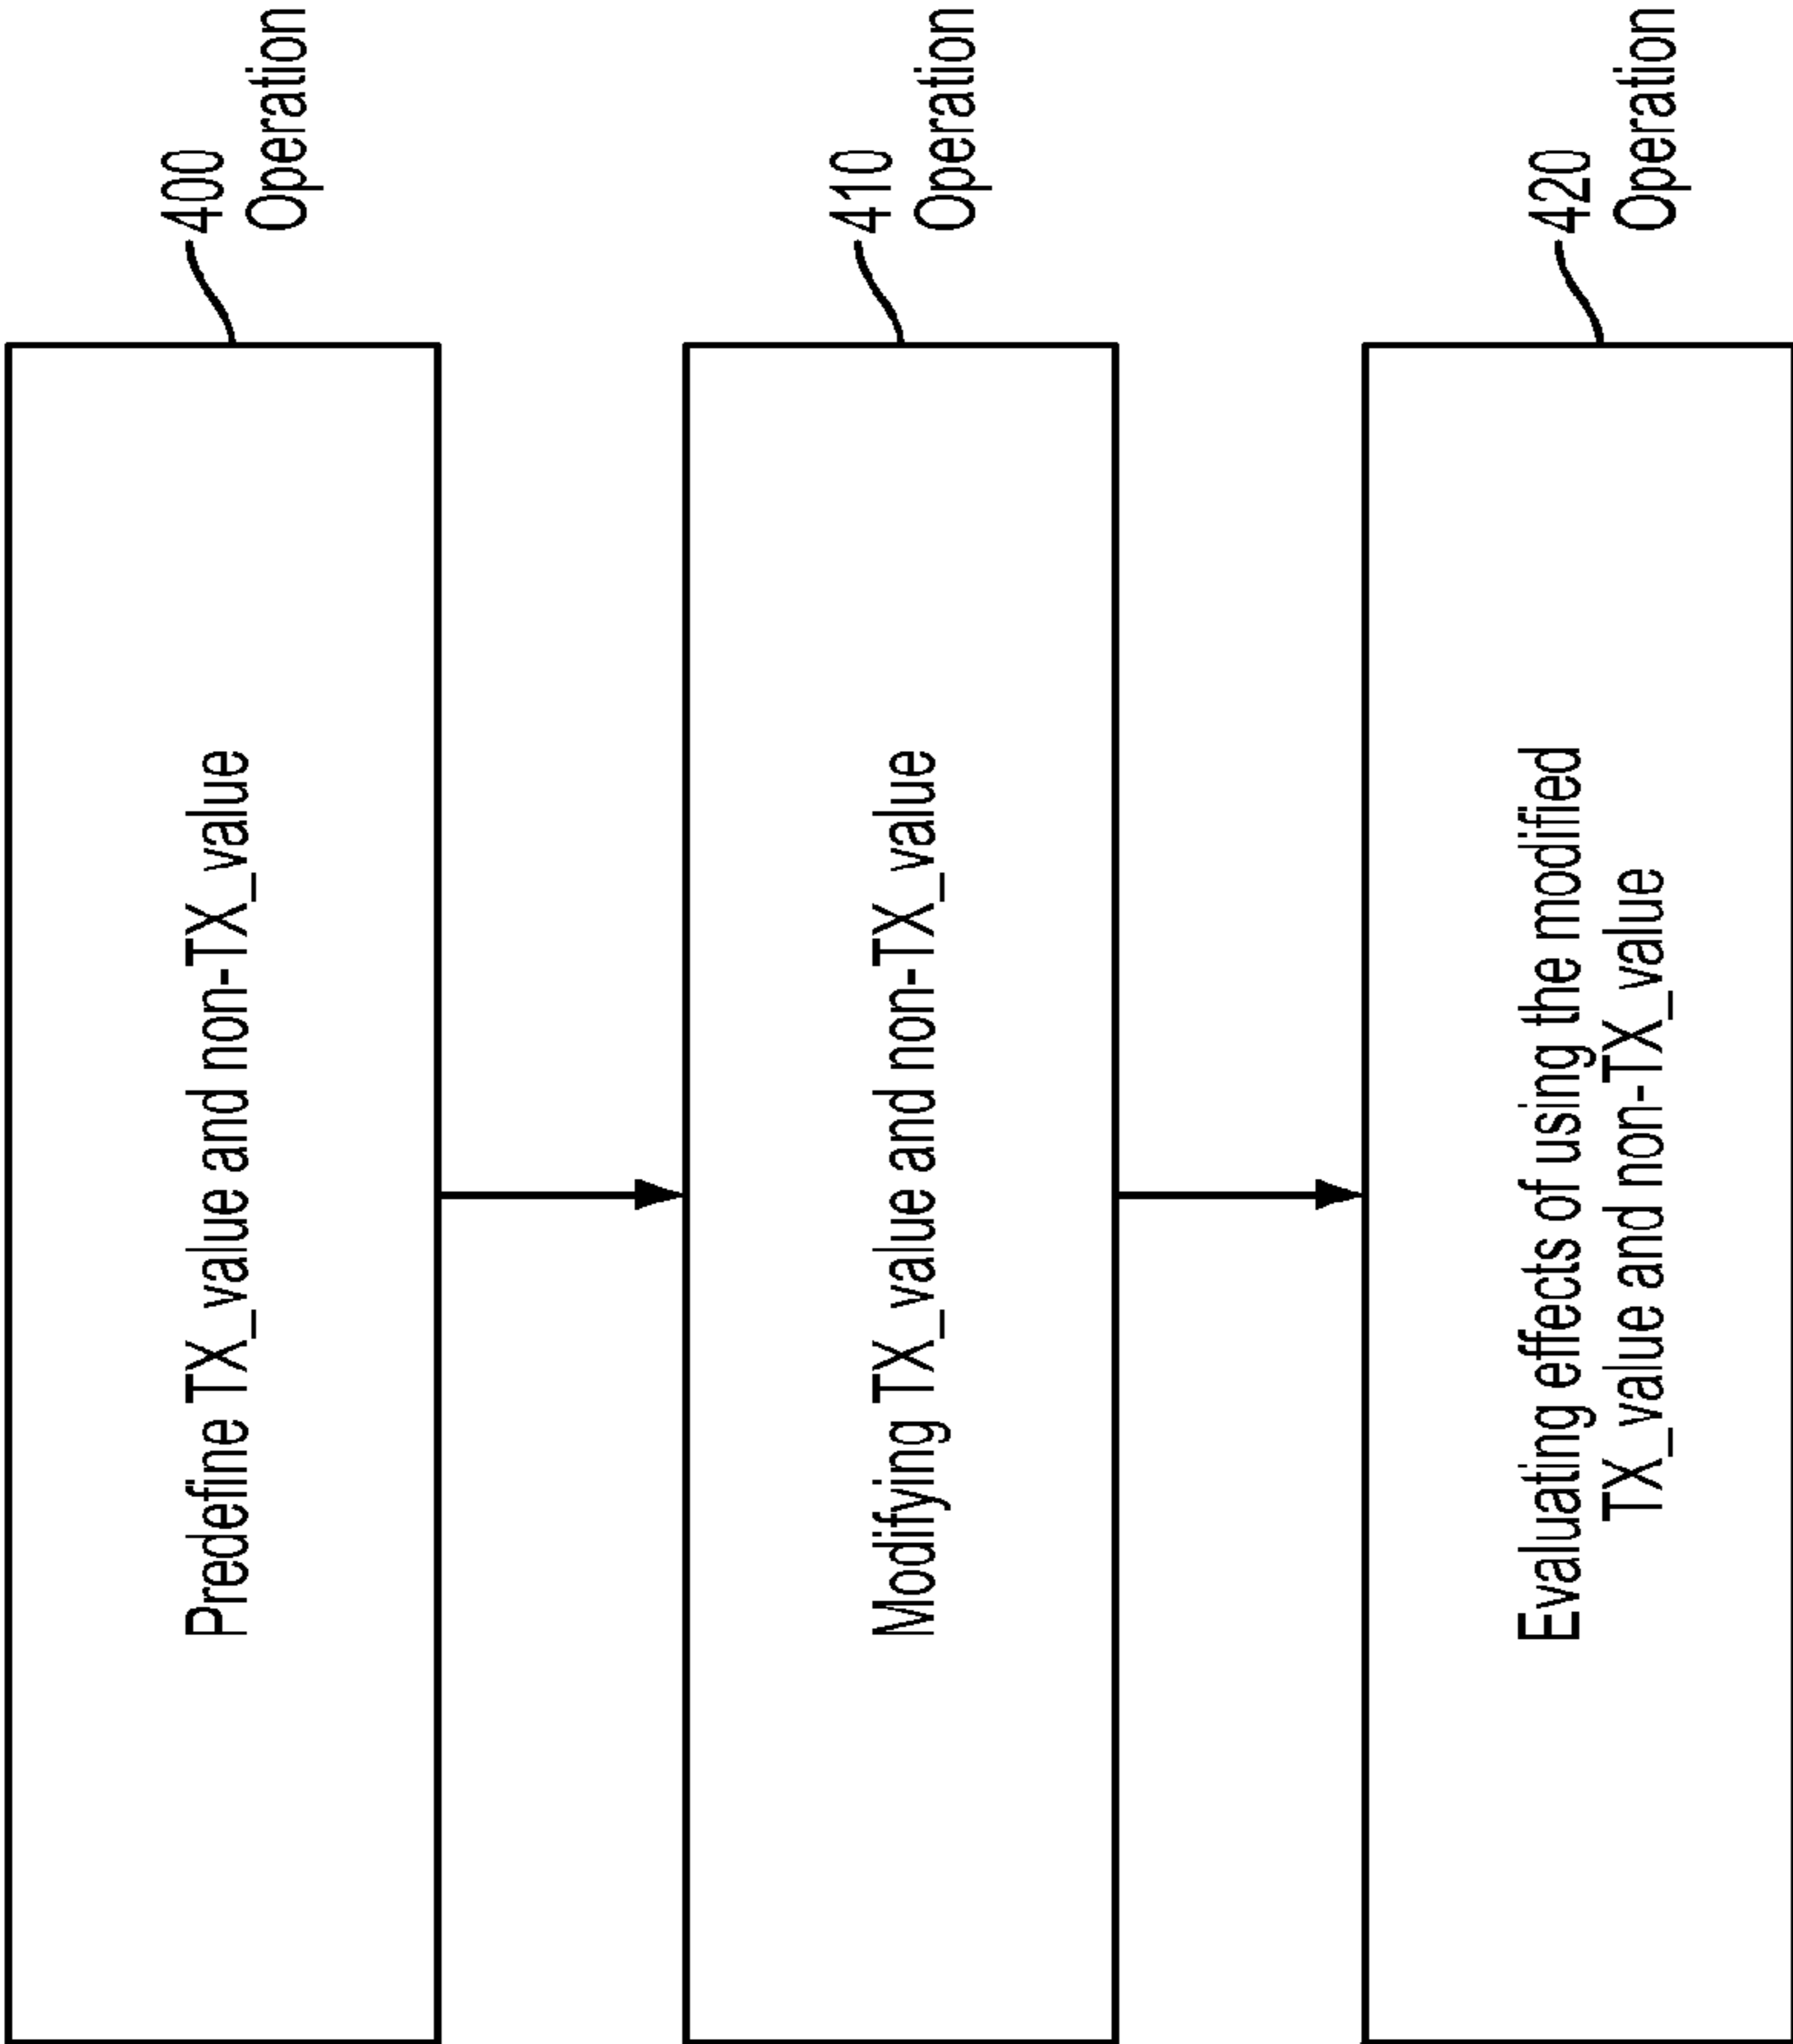 Predefine TX_value and non-TX_value
400
Operation
Modifying TX_value and non-TX_value
410
Operation
Evaluating effects of using the modified
TX_value and non-TX_value
420
Operation